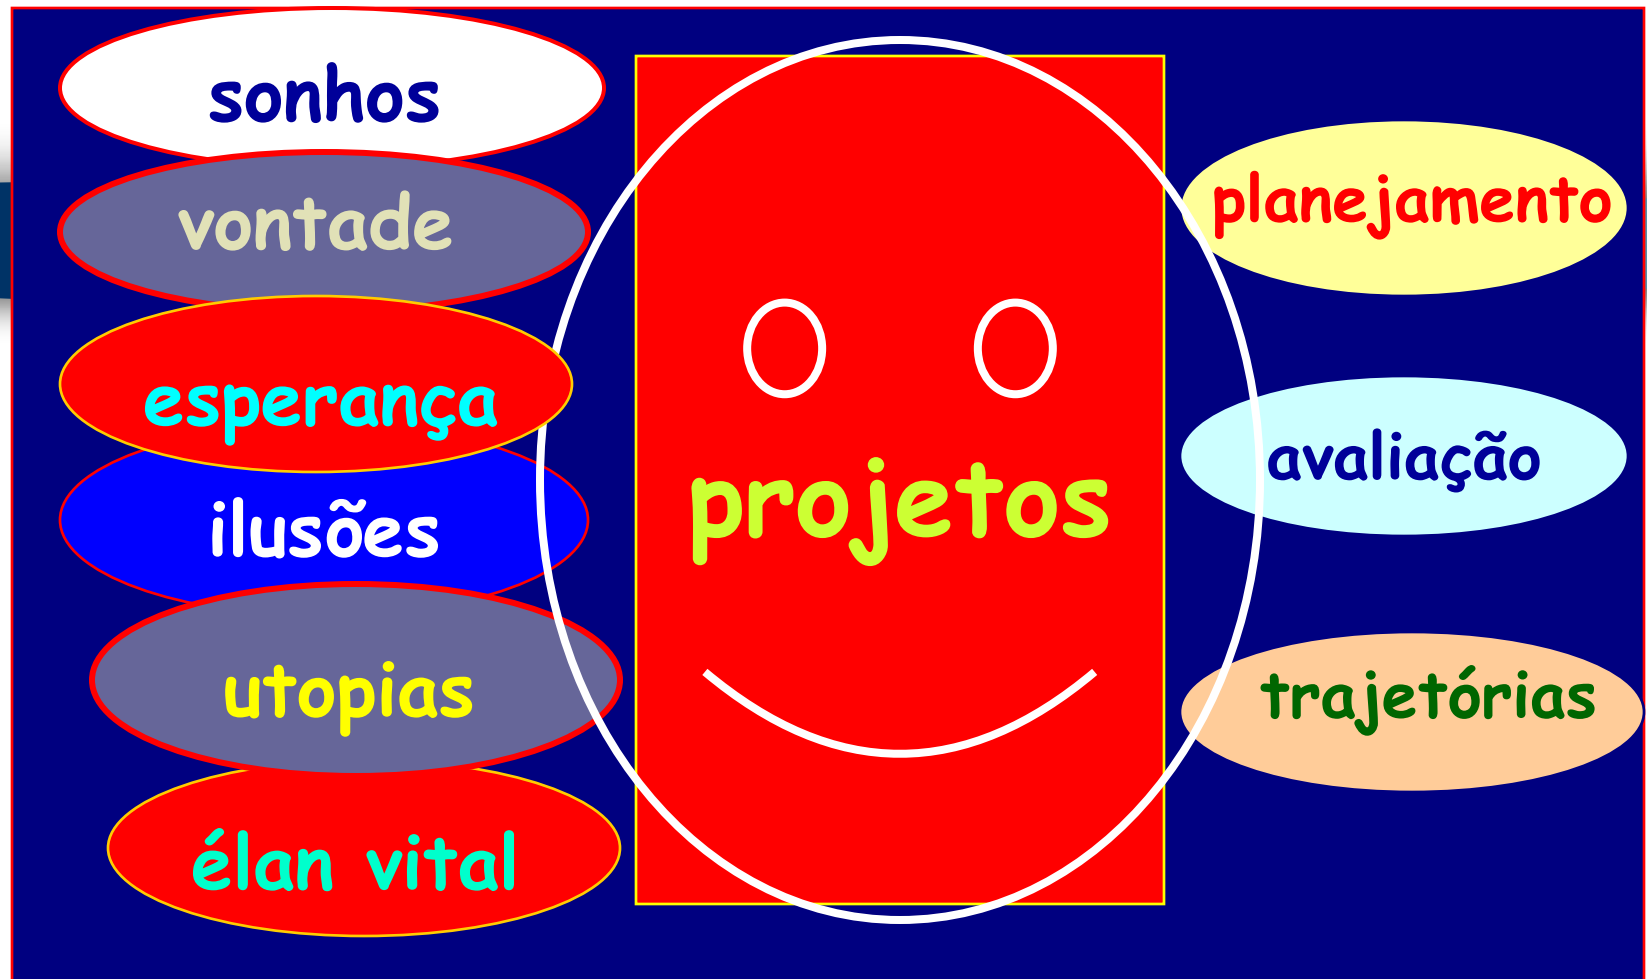 sonhos
vontade
esperança
ilusões
utopias
élan vital
projetos
planejamento
avaliação
trajetórias